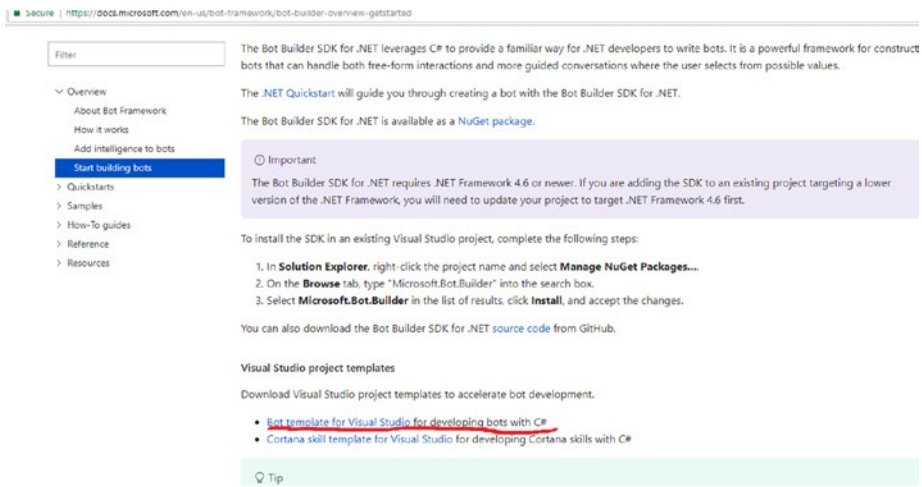 Secure | https://docs.microsoft.com/en-us/bot-framework/bot-builder-overview-getstarted
Filter
Overview
About Bot Framework
How it works
Add intelligence to bots
Start building bots
Quickstarts
Samples
How-To guides
Reference
Resources
The Bot Builder SDK for .NET leverages C# to provide a familiar way for .NET developers to write bots. It is a powerful framework for construct
bots that can handle both free-form interactions and more guided conversations where the user selects from possible values.
The .NET Quickstart will guide you through creating a bot with the Bot Builder SDK for .NET.
The Bot Builder SDK for .NET is available as a NuGet package.
Important
The Bot Builder SDK for .NET requires .NET Framework 4.6 or newer. If you are adding the SDK to an existing project targeting a lower
version of the .NET Framework, you will need to update your project to target .NET Framework 4.6 first.
To install the SDK in an existing Visual Studio project, complete the following steps:
1. In Solution Explorer, right-click the project name and select Manage NuGet Packages....
2. On the Browse tab, type "Microsoft.Bot.Builder" into the search box.
3. Select Microsoft.Bot.Builder in the list of results, click Install, and accept the changes.
You can also download the Bot Builder SDK for .NET source code from GitHub.
Visual Studio project templates
Download Visual Studio project templates to accelerate bot development.
• Bot template for Visual Studio for developing bots with C#
• Cortana skill template for Visual Studio for developing Cortana skills with C#
Tip